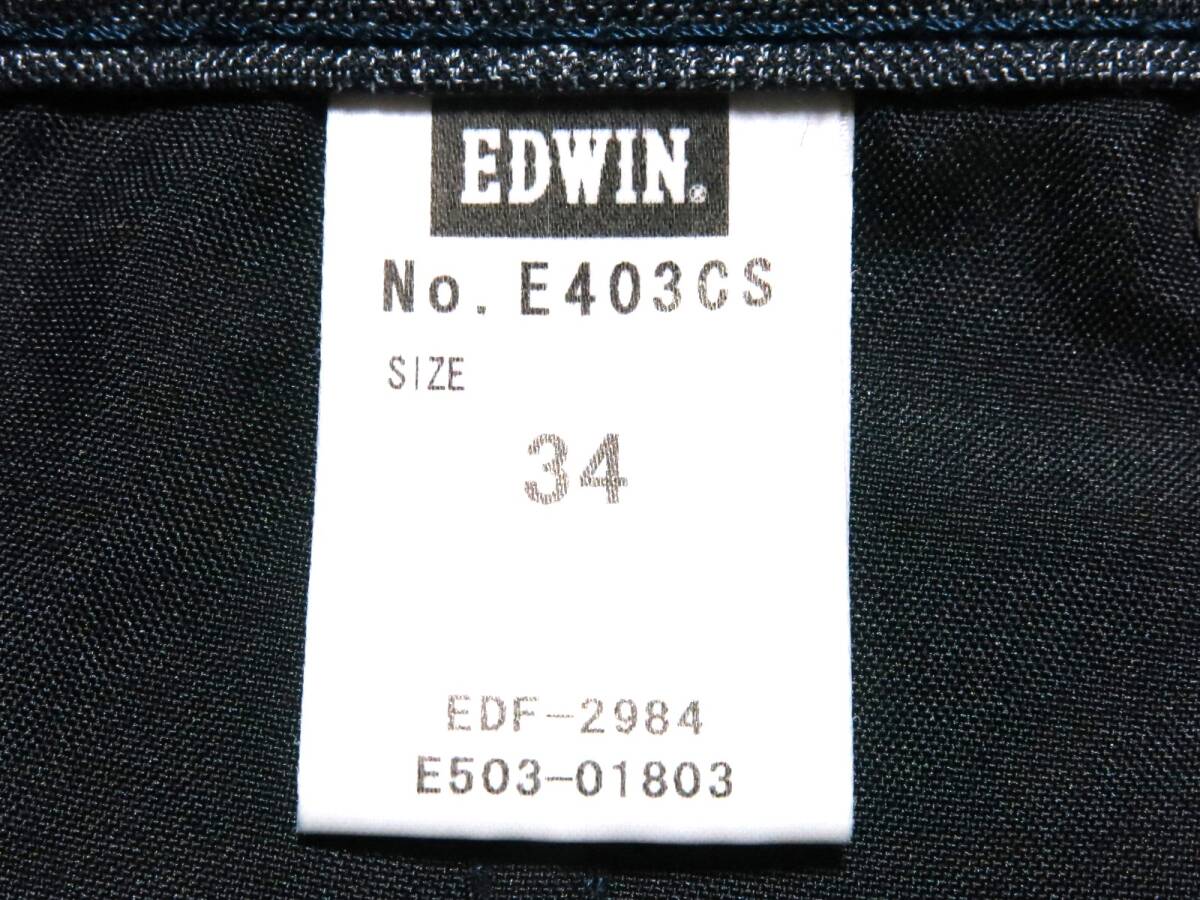 EDWIN®
No. E403CS
SIZE
34
EDF-2984
E503-01803